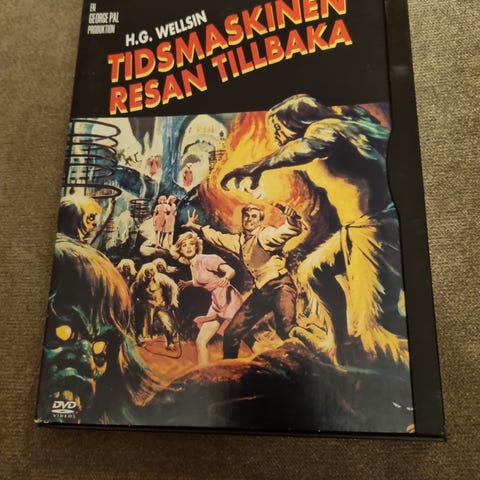 EN
GEORGE PAL
PRODUKTION
H.G. WELLSIN
TIDSMASKINEN
RESAN TILLBAKA
DVD
VIDEO